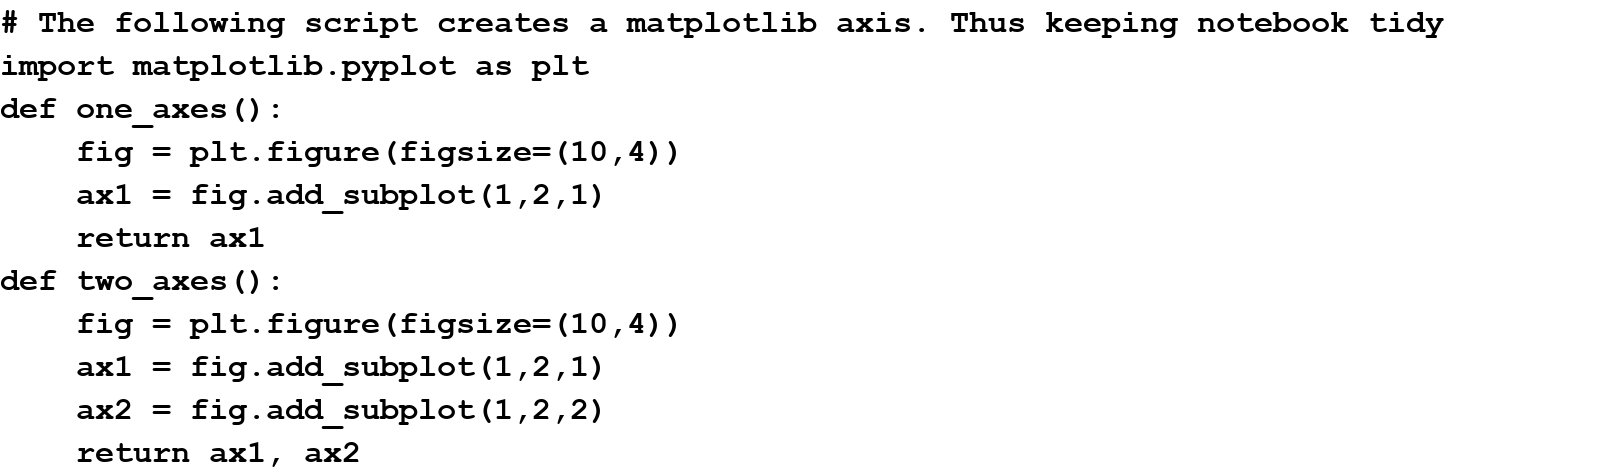 # The following script creates a matplotlib axis. Thus keeping notebook tidy
import matplotlib.pyplot as plt
def one_axes():
    fig = plt.figure(figsize=(10,4))
    ax1 = fig.add_subplot(1,2,1)
    return ax1
def two_axes():
    fig = plt.figure(figsize=(10,4))
    ax1 = fig.add_subplot(1,2,1)
    ax2 = fig.add_subplot(1,2,2)
    return ax1, ax2